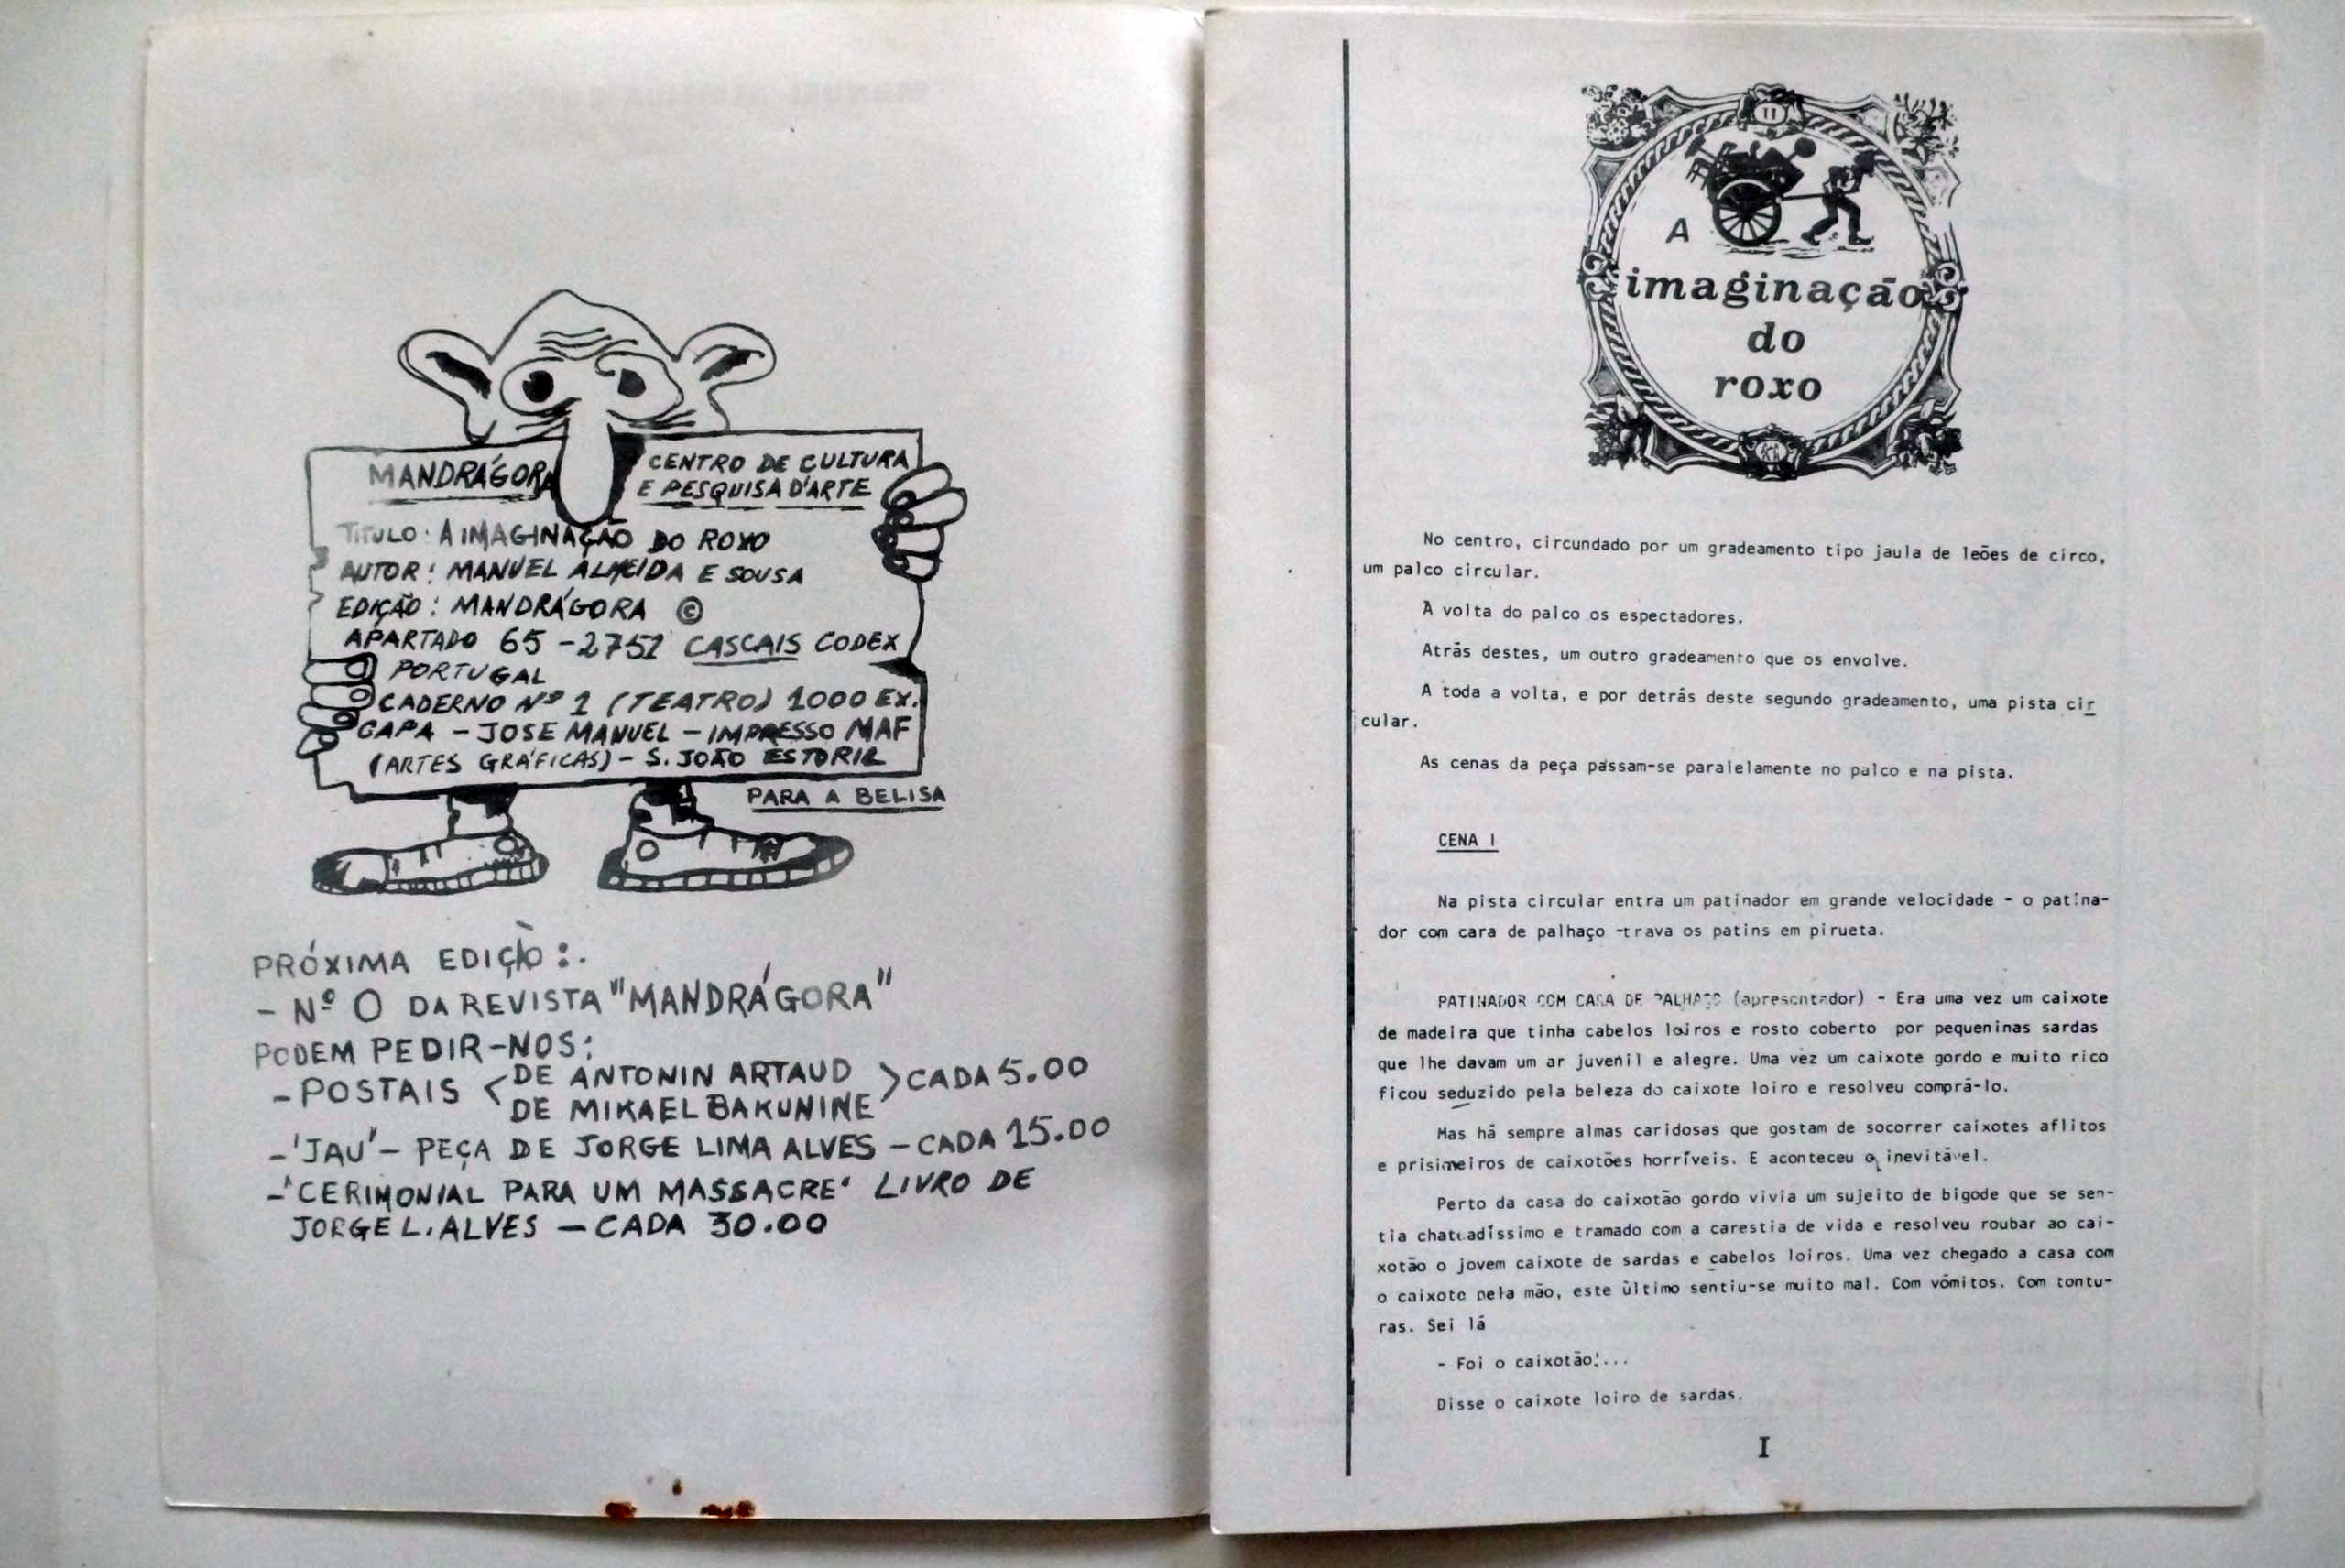 MANDRÁGORA
CENTRO DE CULTURA
E PESQUISA D'ARTE
TITULO: A IMAGINAÇÃO DO ROXO
AUTOR: MANUEL ALMEIDA E SOUSA
EDIÇÃO: MANDRÁGORA ©
APARTADO 65 - 2751 CASCAIS CODEX
PORTUGAL
CADERNO Nº 1 (TEATRO) 1000 EX.
CAPA - JOSE MANUEL - IMPRESSO MAF
(ARTES GRÁFICAS) - S. JOÃO ESTORIL
PARA A BELISA
PRÓXIMA EDIÇÃO:.
- Nº 0 DA REVISTA "MANDRÁGORA"
PODEM PEDIR-NOS:
- POSTAIS < DE ANTONIN ARTAUD > CADA 5.00
DE MIKAEL BAKUNINE
- 'JAU' - PEÇA DE JORGE LIMA ALVES - CADA 15.00
- 'CERIMONIAL PARA UM MASSACRE' LIVRO DE
JORGE L. ALVES - CADA 30.00
II
A
imaginação
do
roxo
No centro, circundado por um gradeamento tipo jaula de leões de circo,
um palco circular.
À volta do palco os espectadores.
Atrás destes, um outro gradeamento que os envolve.
A toda a volta, e por detrás deste segundo gradeamento, uma pista cir
cular.
As cenas da peça passam-se paralelamente no palco e na pista.
CENA I
Na pista circular entra um patinador em grande velocidade - o patina-
dor com cara de palhaço -trava os patins em pirueta.
PATINADOR COM CARA DE PALHAÇO (apresentador) - Era uma vez um caixote
de madeira que tinha cabelos loiros e rosto coberto por pequeninas sardas
que lhe davam um ar juvenil e alegre. Uma vez um caixote gordo e muito rico
ficou seduzido pela beleza do caixote loiro e resolveu comprá-lo.
Mas há sempre almas caridosas que gostam de socorrer caixotes aflitos
e prisimeiros de caixotões horríveis. E aconteceu o inevitável.
Perto da casa do caixotão gordo vivia um sujeito de bigode que se sen-
tia chateadíssimo e tramado com a carestia de vida e resolveu roubar ao cai-
xotão o jovem caixote de sardas e cabelos loiros. Uma vez chegado a casa com
o caixote pela mão, este último sentiu-se muito mal. Com vómitos. Com tontu-
ras. Sei lá
- Foi o caixotão!...
Disse o caixote loiro de sardas.
I